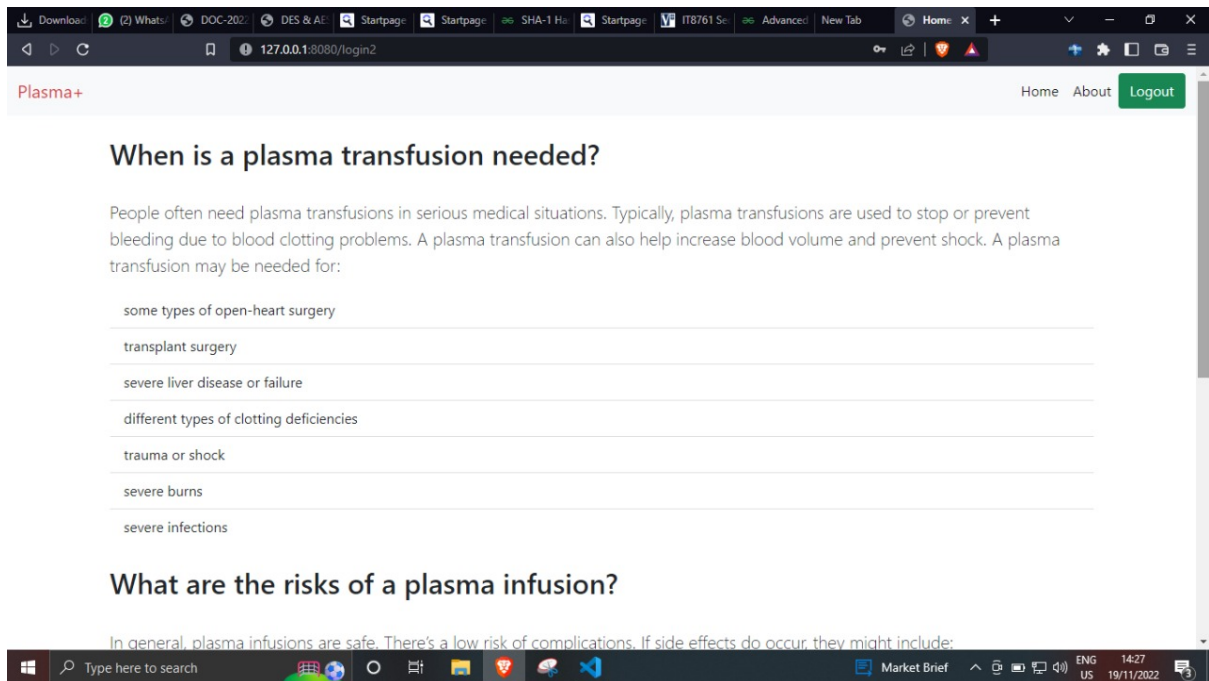 Download
(2) WhatsA
DOC-2022
DES & AES
Startpage
Startpage
SHA-1 Ha
Startpage
IT8761 Se
Advanced
New Tab
Home
127.0.0.1:8080/login2
Plasma+
Home About Logout
When is a plasma transfusion needed?
People often need plasma transfusions in serious medical situations. Typically, plasma transfusions are used to stop or prevent
bleeding due to blood clotting problems. A plasma transfusion can also help increase blood volume and prevent shock. A plasma
transfusion may be needed for:
some types of open-heart surgery
transplant surgery
severe liver disease or failure
different types of clotting deficiencies
trauma or shock
severe burns
severe infections
What are the risks of a plasma infusion?
In general, plasma infusions are safe. There's a low risk of complications. If side effects do occur, they might include:
Type here to search
Market Brief
ENG
US
14:27
19/11/2022
3